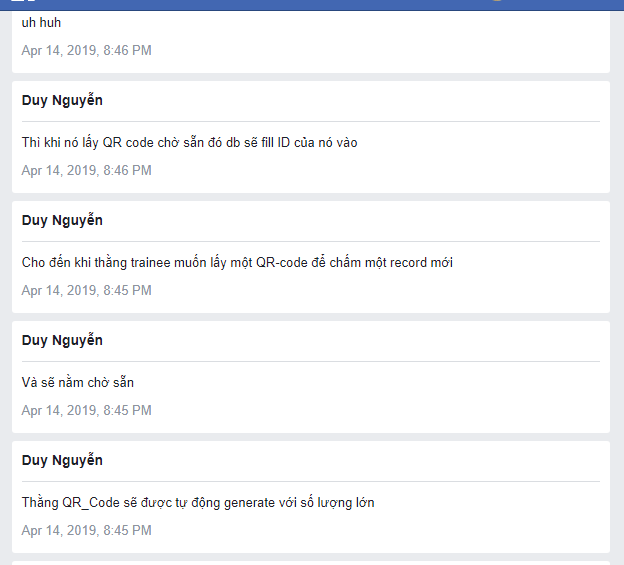 uh huh
Apr 14, 2019, 8:46 PM
Duy Nguyễn
Thì khi nó lấy QR code chờ sẵn đó db sẽ fill ID của nó vào
Apr 14, 2019, 8:46 PM
Duy Nguyễn
Cho đến khi thằng trainee muốn lấy một QR-code để chấm một record mới
Apr 14, 2019, 8:45 PM
Duy Nguyễn
Và sẽ nằm chờ sẵn
Apr 14, 2019, 8:45 PM
Duy Nguyễn
Thằng QR_Code sẽ được tự động generate với số lượng lớn
Apr 14, 2019, 8:45 PM